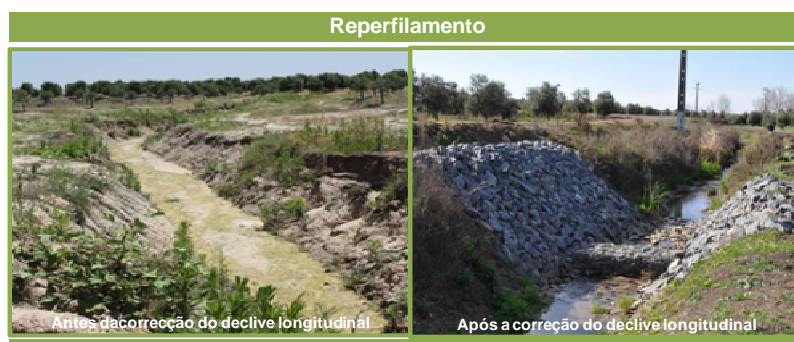 Reperfilamento
Antes dacorrecção do declive longitudinal
Após a correção do declive longitudinal